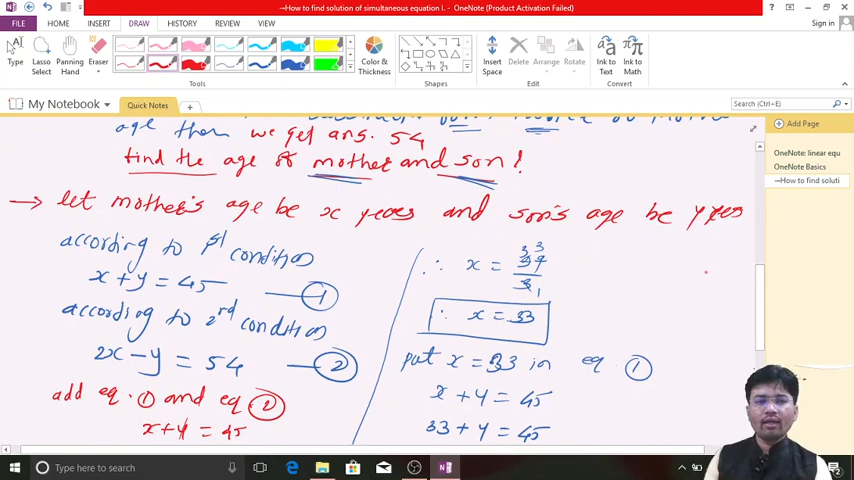 →How to find solution of simultaneous equation I. - OneNote (Product Activation Failed)
FILE HOME INSERT DRAW HISTORY REVIEW VIEW
Sign in
Type
Lasso Select
Panning Hand
Eraser
Color & Thickness
Insert Space
Delete
Arrange
Rotate
Ink to Text
Ink to Math
Tools
Shapes
Edit
Convert
My Notebook
Quick Notes
Search (Ctrl+E)
Add Page
OneNote: linear equ
OneNote Basics
→How to find soluti
age then we get ans. 54
find the age of mother and son?
→ let mother's age be x years and son's age be y yes
according to 1st condition
x + y = 45 — 1
according to 2nd condition
2x - y = 54 — 2
add eq. 1 and eq 2
x + y = 45
∴ x = 99
3
33
1
∴ x = 33
put x = 33 in eq. 1
x + y = 45
33 + y = 45
Type here to search